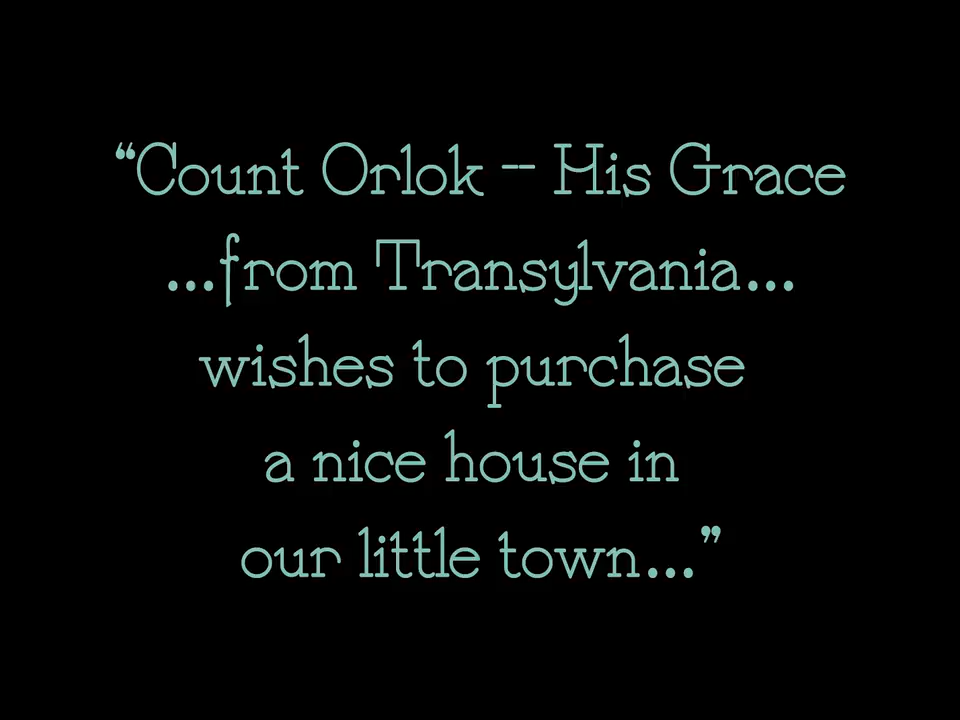 “Count Orlok -- His Grace
...from Transylvania...
wishes to purchase
a nice house in
our little town...”